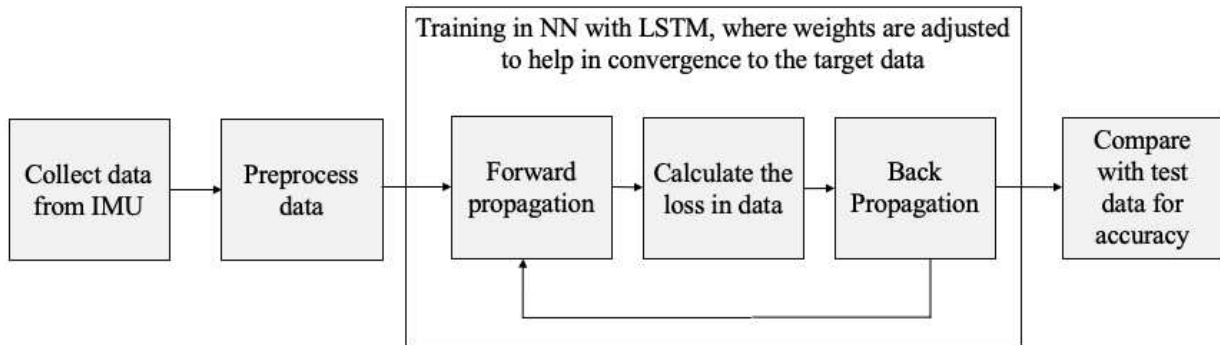 Training in NN with LSTM, where weights are adjusted
to help in convergence to the target data
Collect data
from IMU
Preprocess
data
Forward
propagation
Calculate the
loss in data
Back
Propagation
Compare
with test
data for
accuracy